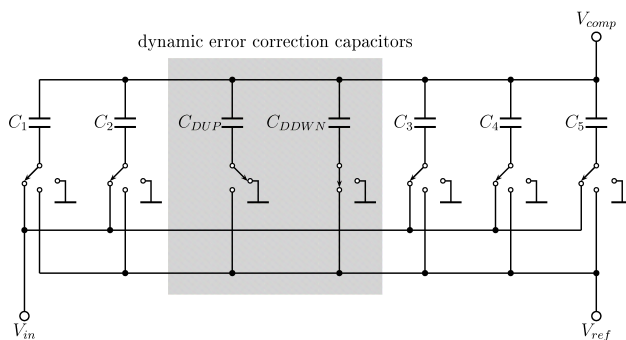 V_comp
dynamic error correction capacitors
C_1 C_2 C_DUP C_DDWN C_3 C_4 C_5
V_in V_ref